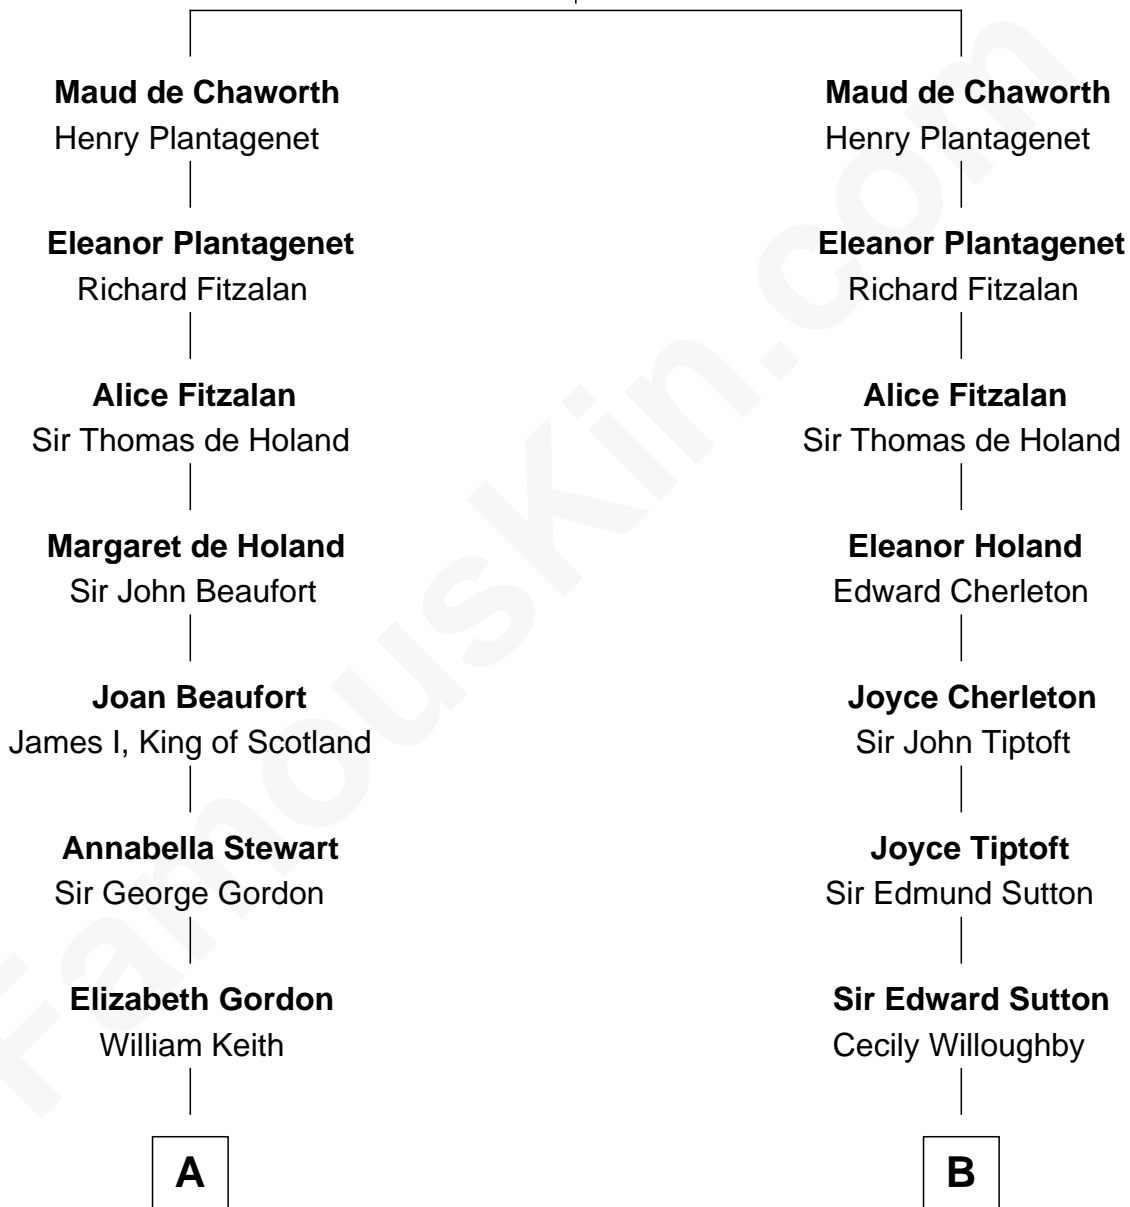 Maud de Chaworth
Henry Plantagenet
Eleanor Plantagenet
Richard Fitzalan
Alice Fitzalan
Sir Thomas de Holand
Margaret de Holand
Sir John Beaufort
Joan Beaufort
James I, King of Scotland
Annabella Stewart
Sir George Gordon
Elizabeth Gordon
William Keith
A
Maud de Chaworth
Henry Plantagenet
Eleanor Plantagenet
Richard Fitzalan
Alice Fitzalan
Sir Thomas de Holand
Eleanor Holand
Edward Cherleton
Joyce Cherleton
Sir John Tiptoft
Joyce Tiptoft
Sir Edmund Sutton
Sir Edward Sutton
Cecily Willoughby
B
FamousKin.com